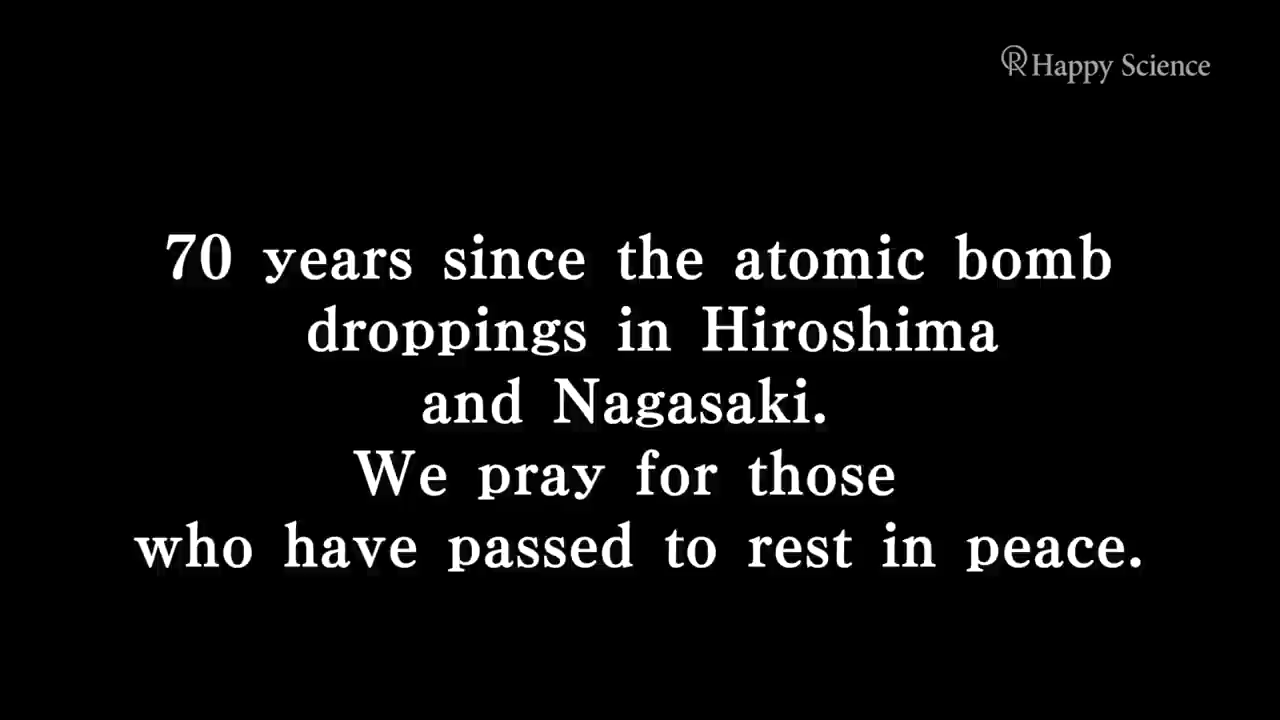 Happy Science
70 years since the atomic bomb
droppings in Hiroshima
and Nagasaki.
We pray for those
who have passed to rest in peace.